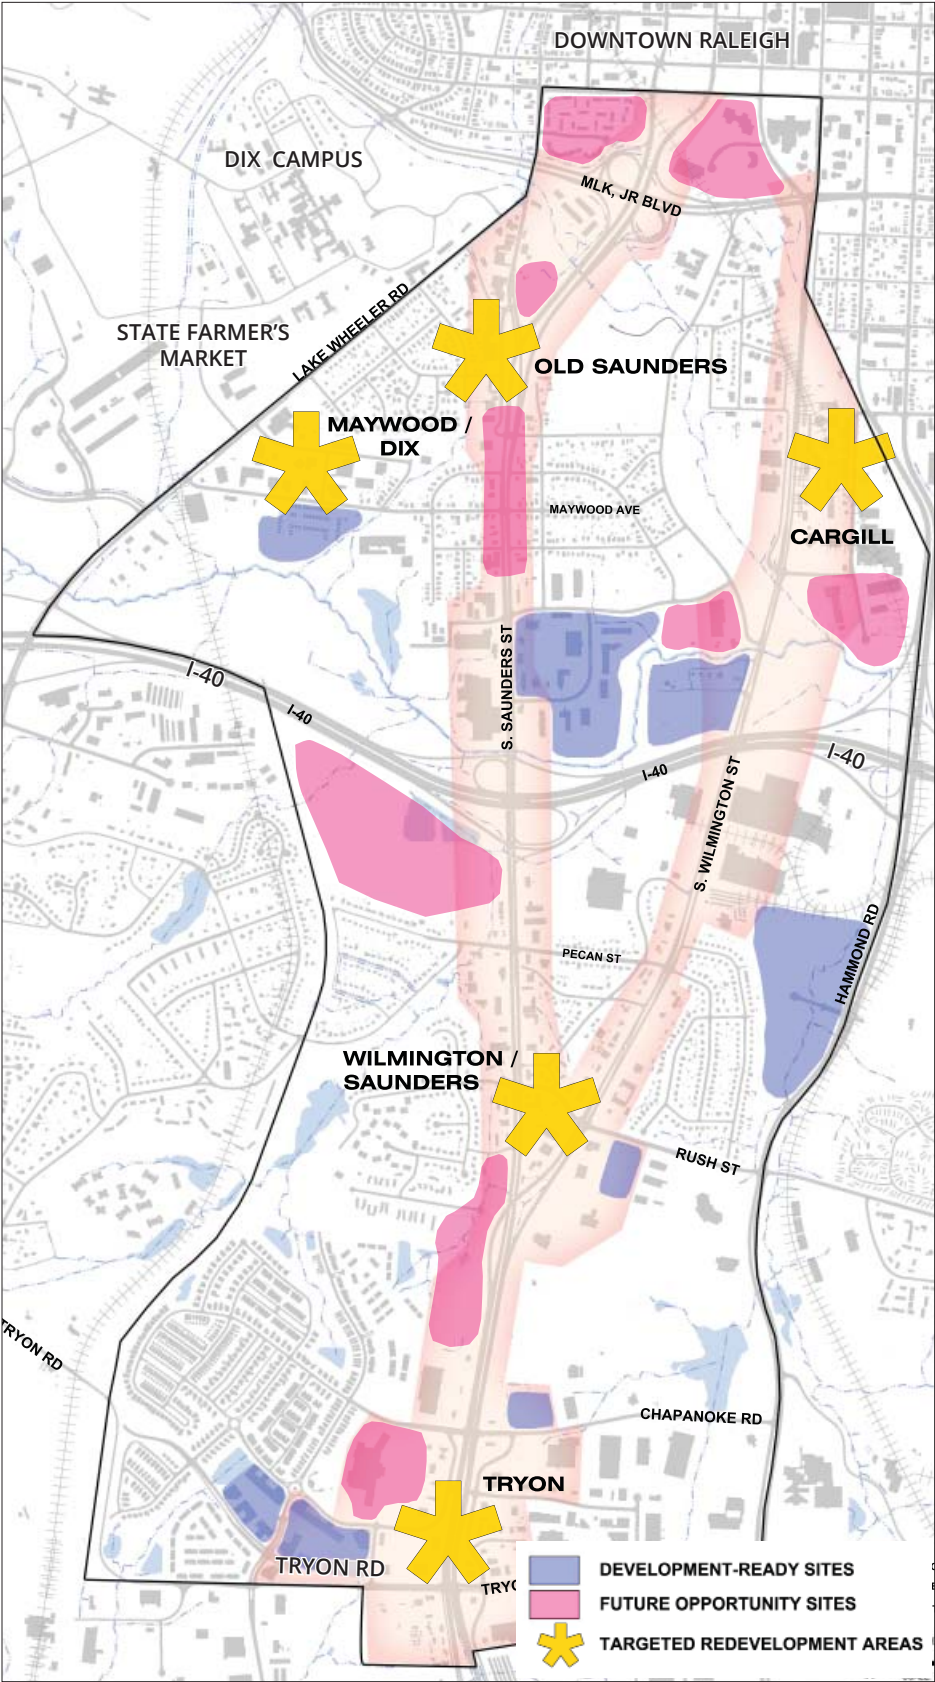 DOWNTOWN RALEIGH
DIX CAMPUS
MLK, JR BLVD
LAKE WHEELER RD
STATE FARMER'S
MARKET
OLD SAUNDERS
MAYWOOD /
DIX
MAYWOOD AVE
CARGILL
S. SAUNDERS ST
I-40
I-40
I-40
I-40
S. WILMINGTON ST
HAMMOND RD
PECAN ST
WILMINGTON /
SAUNDERS
RUSH ST
TRYON RD
CHAPANOKE RD
TRYON
TRYON RD
DEVELOPMENT-READY SITES
FUTURE OPPORTUNITY SITES
TARGETED REDEVELOPMENT AREAS